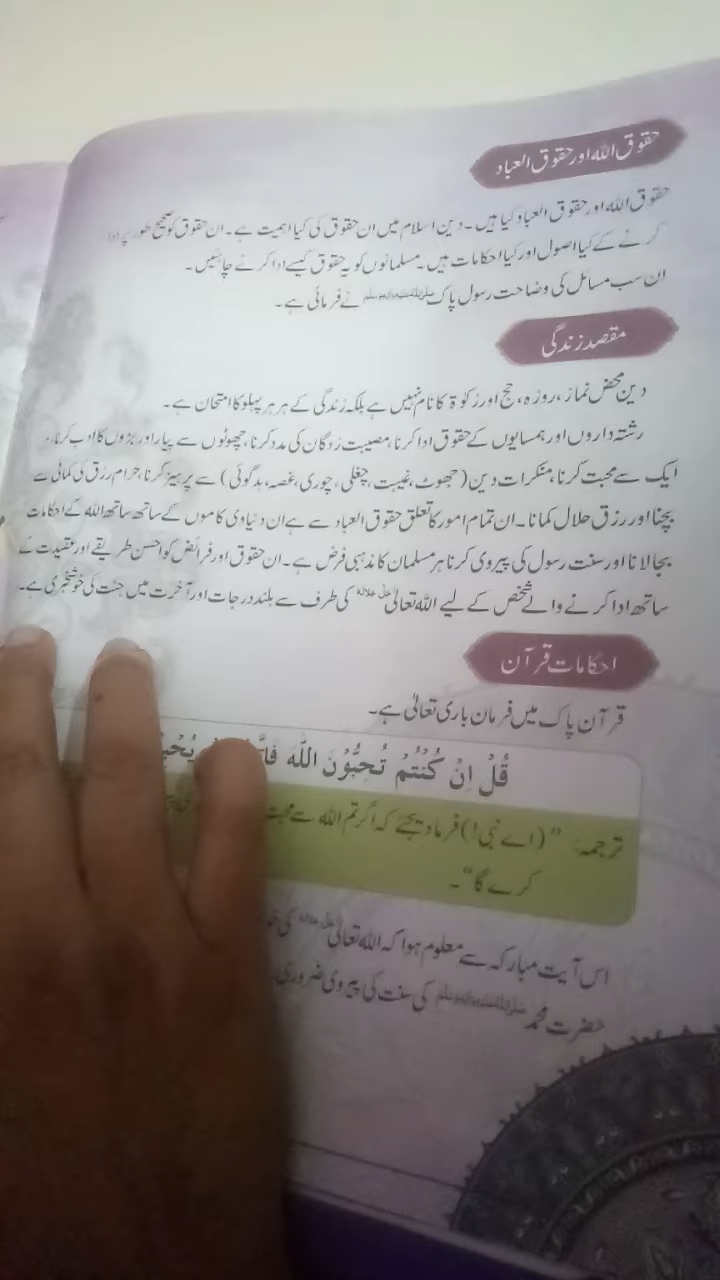 حقوق اللہ اور حقوق العباد
حقوق اللہ اور حقوق العباد کیا ہیں۔ دین اسلام میں ان حقوق کی کیا اہمیت ہے۔ ان حقوق کو صحیح طور پر ادا
کرنے کے کیا اصول اور کیا احکامات ہیں۔ مسلمانوں کو یہ حقوق کیسے ادا کرنے چاہئیں۔
ان سب مسائل کی وضاحت رسول پاک صلی اللہ علیہ وسلم نے فرمائی ہے۔
مقصد زندگی
دین محض نماز، روزہ، حج اور زکوۃ کا نام نہیں ہے بلکہ زندگی کے ہر ہر پہلو کا امتحان ہے۔
رشتہ داروں اور ہمسایوں کے حقوق ادا کرنا، مصیبت زدگان کی مدد کرنا، چھوٹوں سے پیار اور بڑوں کا ادب کرنا،
ایک سے محبت کرنا، منکرات دین (جھوٹ، غیبت، چغلی، چوری، غصہ، بدگوئی) سے پرہیز کرنا، حرام رزق کی کمائی سے
بچنا اور رزق حلال کمانا۔ ان تمام امور کا تعلق حقوق العباد سے ہے ان دنیاوی کاموں کے ساتھ ساتھ اللہ کے احکامات
بجا لانا اور سنت رسول کی پیروی کرنا ہر مسلمان کا مذہبی فرض ہے۔ ان حقوق اور فرائض کو احسن طریقے اور عقیدت کے
ساتھ ادا کرنے والے شخص کے لیے اللہ تعالیٰ جل جلالہ کی طرف سے بلند درجات اور آخرت میں جنت کی خوشخبری ہے۔
احکامات قرآن
قرآن پاک میں فرمان باری تعالیٰ ہے۔
قُلْ اِنْ كُنْتُمْ تُحِبُّوْنَ اللّٰهَ
ترجمہ: "(اے نبی!) فرما دیجئے کہ اگر تم اللہ سے
کرے گا"۔
اس آیت مبارکہ سے معلوم ہوا کہ اللہ تعالیٰ جل جلالہ کی
حضرت محمد صلی اللہ علیہ وسلم کی سنت کی پیروی ضروری